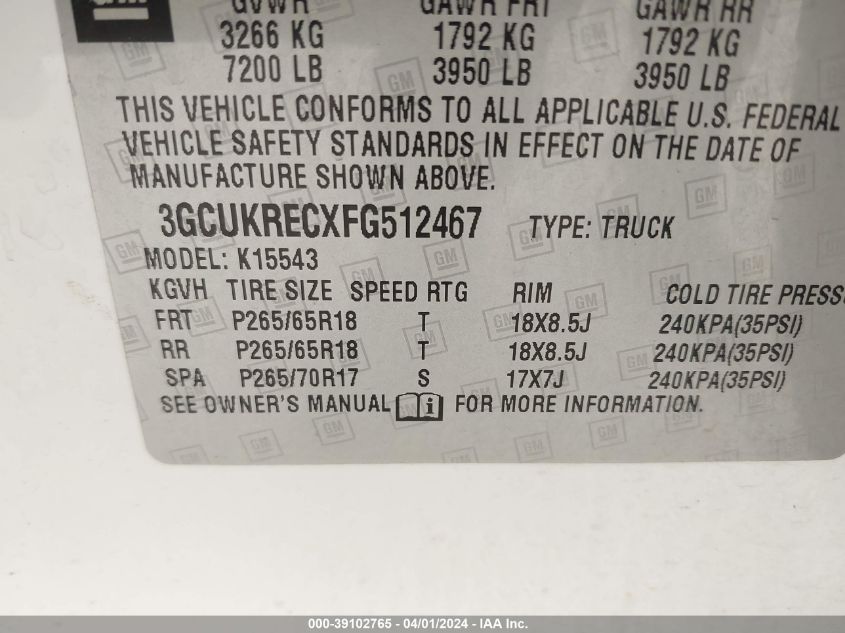 GVWR GAWR FRT GAWR RR
3266 KG 1792 KG 1792 KG
7200 LB 3950 LB 3950 LB
THIS VEHICLE CONFORMS TO ALL APPLICABLE U.S. FEDERAL
VEHICLE SAFETY STANDARDS IN EFFECT ON THE DATE OF
MANUFACTURE SHOWN ABOVE.
3GCUKRECXFG512467 TYPE: TRUCK
MODEL: K15543
KGVH TIRE SIZE SPEED RTG RIM COLD TIRE PRESS
FRT P265/65R18 T 18X8.5J 240KPA(35PSI)
RR P265/65R18 T 18X8.5J 240KPA(35PSI)
SPA P265/70R17 S 17X7J 240KPA(35PSI)
SEE OWNER'S MANUAL i FOR MORE INFORMATION.
000-39102765 - 04/01/2024 - IAA Inc.